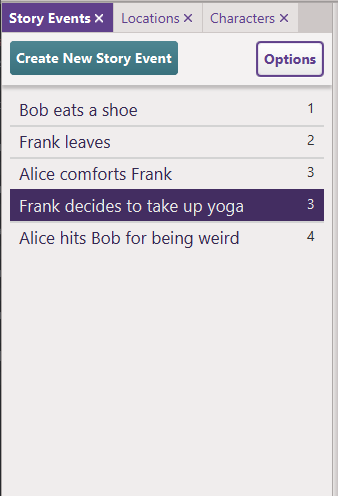 Story Events × Locations × Characters ×
Create New Story Event Options
Bob eats a shoe 1
Frank leaves 2
Alice comforts Frank 3
Frank decides to take up yoga 3
Alice hits Bob for being weird 4